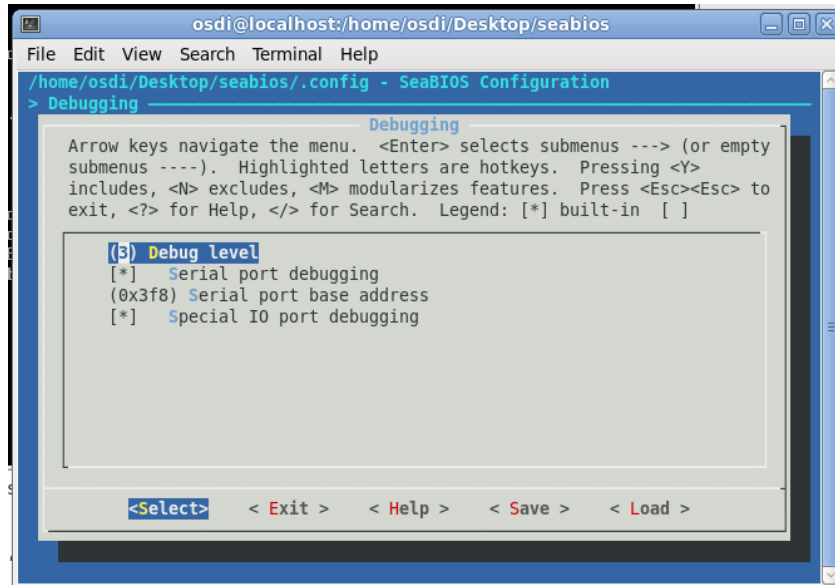 osdi@localhost:/home/osdi/Desktop/seabios
File Edit View Search Terminal Help
/home/osdi/Desktop/seabios/.config - SeaBIOS Configuration
> Debugging
Debugging
Arrow keys navigate the menu. <Enter> selects submenus ---> (or empty
submenus ----). Highlighted letters are hotkeys. Pressing <Y>
includes, <N> excludes, <M> modularizes features. Press <Esc><Esc> to
exit, <?> for Help, </> for Search. Legend: [*] built-in [ ]
(3) Debug level
[*] Serial port debugging
(0x3f8) Serial port base address
[*] Special IO port debugging
<Select> < Exit > < Help > < Save > < Load >